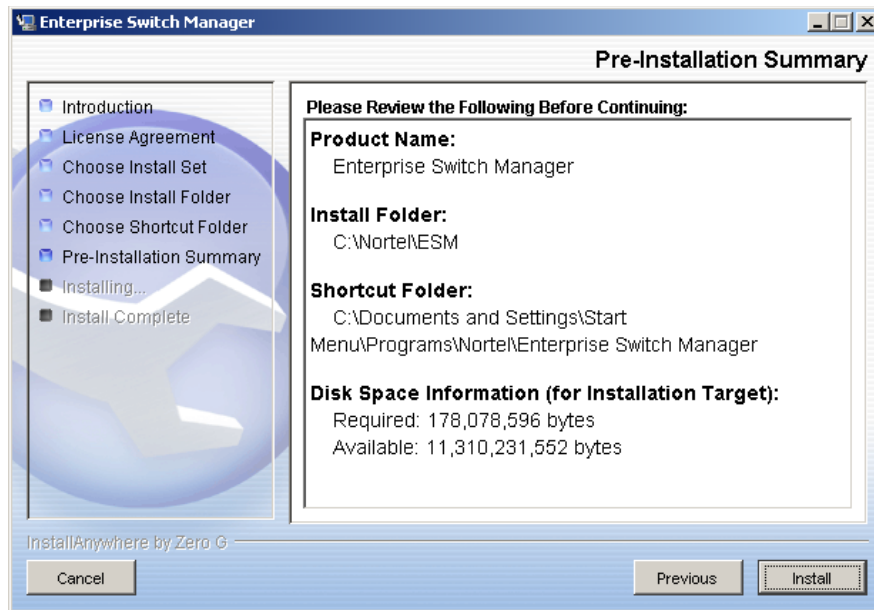 Enterprise Switch Manager
Pre-Installation Summary
Introduction
License Agreement
Choose Install Set
Choose Install Folder
Choose Shortcut Folder
Pre-Installation Summary
Installing...
Install Complete
Please Review the Following Before Continuing:
Product Name:
Enterprise Switch Manager
Install Folder:
C:\Nortel\ESM
Shortcut Folder:
C:\Documents and Settings\Start
Menu\Programs\Nortel\Enterprise Switch Manager
Disk Space Information (for Installation Target):
Required: 178,078,596 bytes
Available: 11,310,231,552 bytes
InstallAnywhere by Zero G
Cancel
Previous
Install